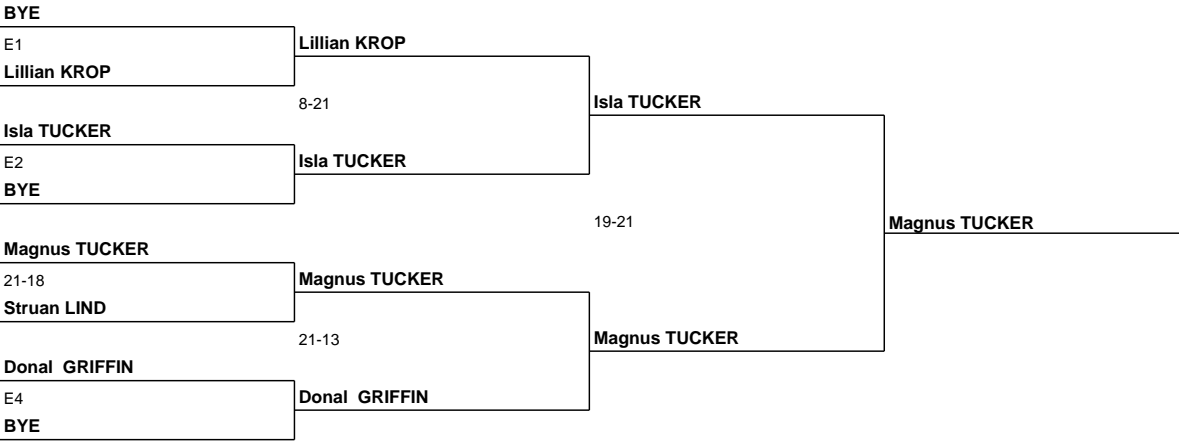 BYE
E1
Lillian KROP
Lillian KROP
8-21
Isla TUCKER
Isla TUCKER
E2
Isla TUCKER
BYE
19-21
Magnus TUCKER
Magnus TUCKER
21-18
Magnus TUCKER
Struan LIND
21-13
Magnus TUCKER
Donal  GRIFFIN
E4
Donal  GRIFFIN
BYE